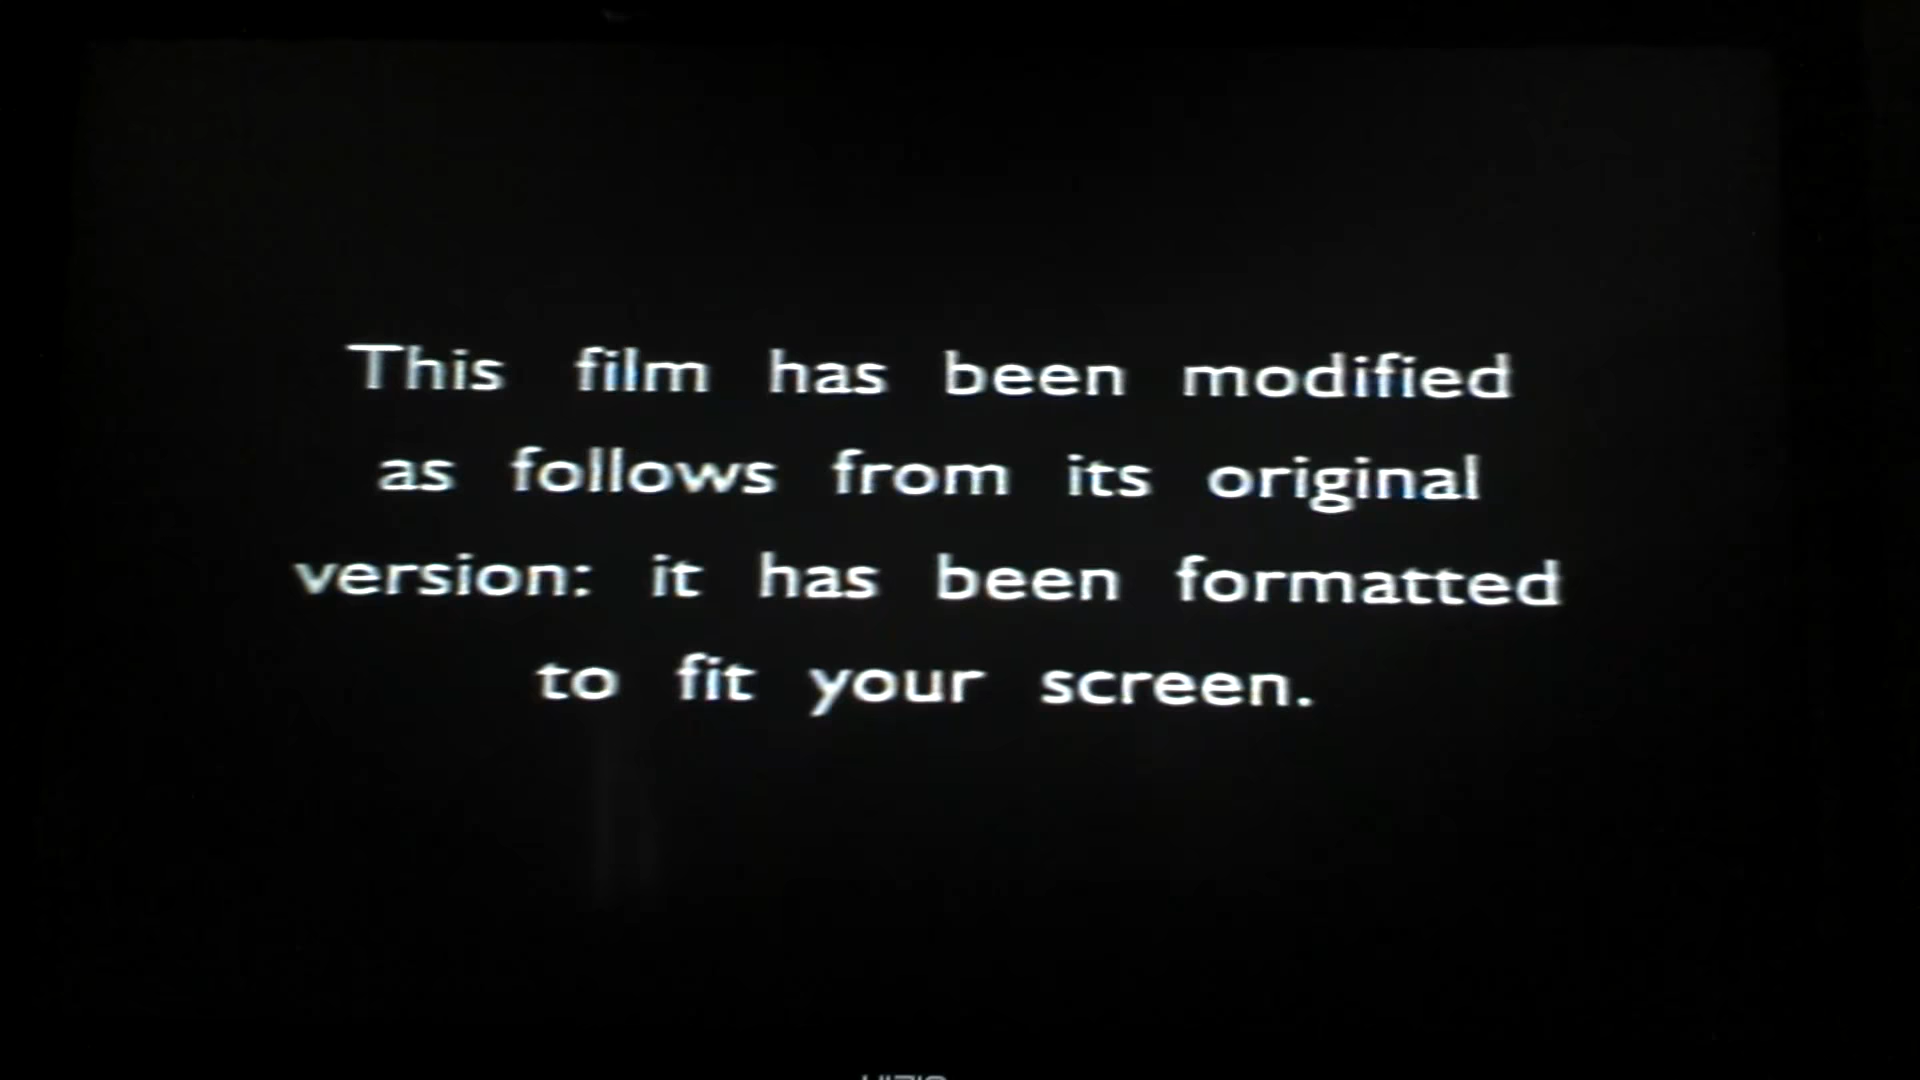 This film has been modified
as follows from its original
version: it has been formatted
to fit your screen.